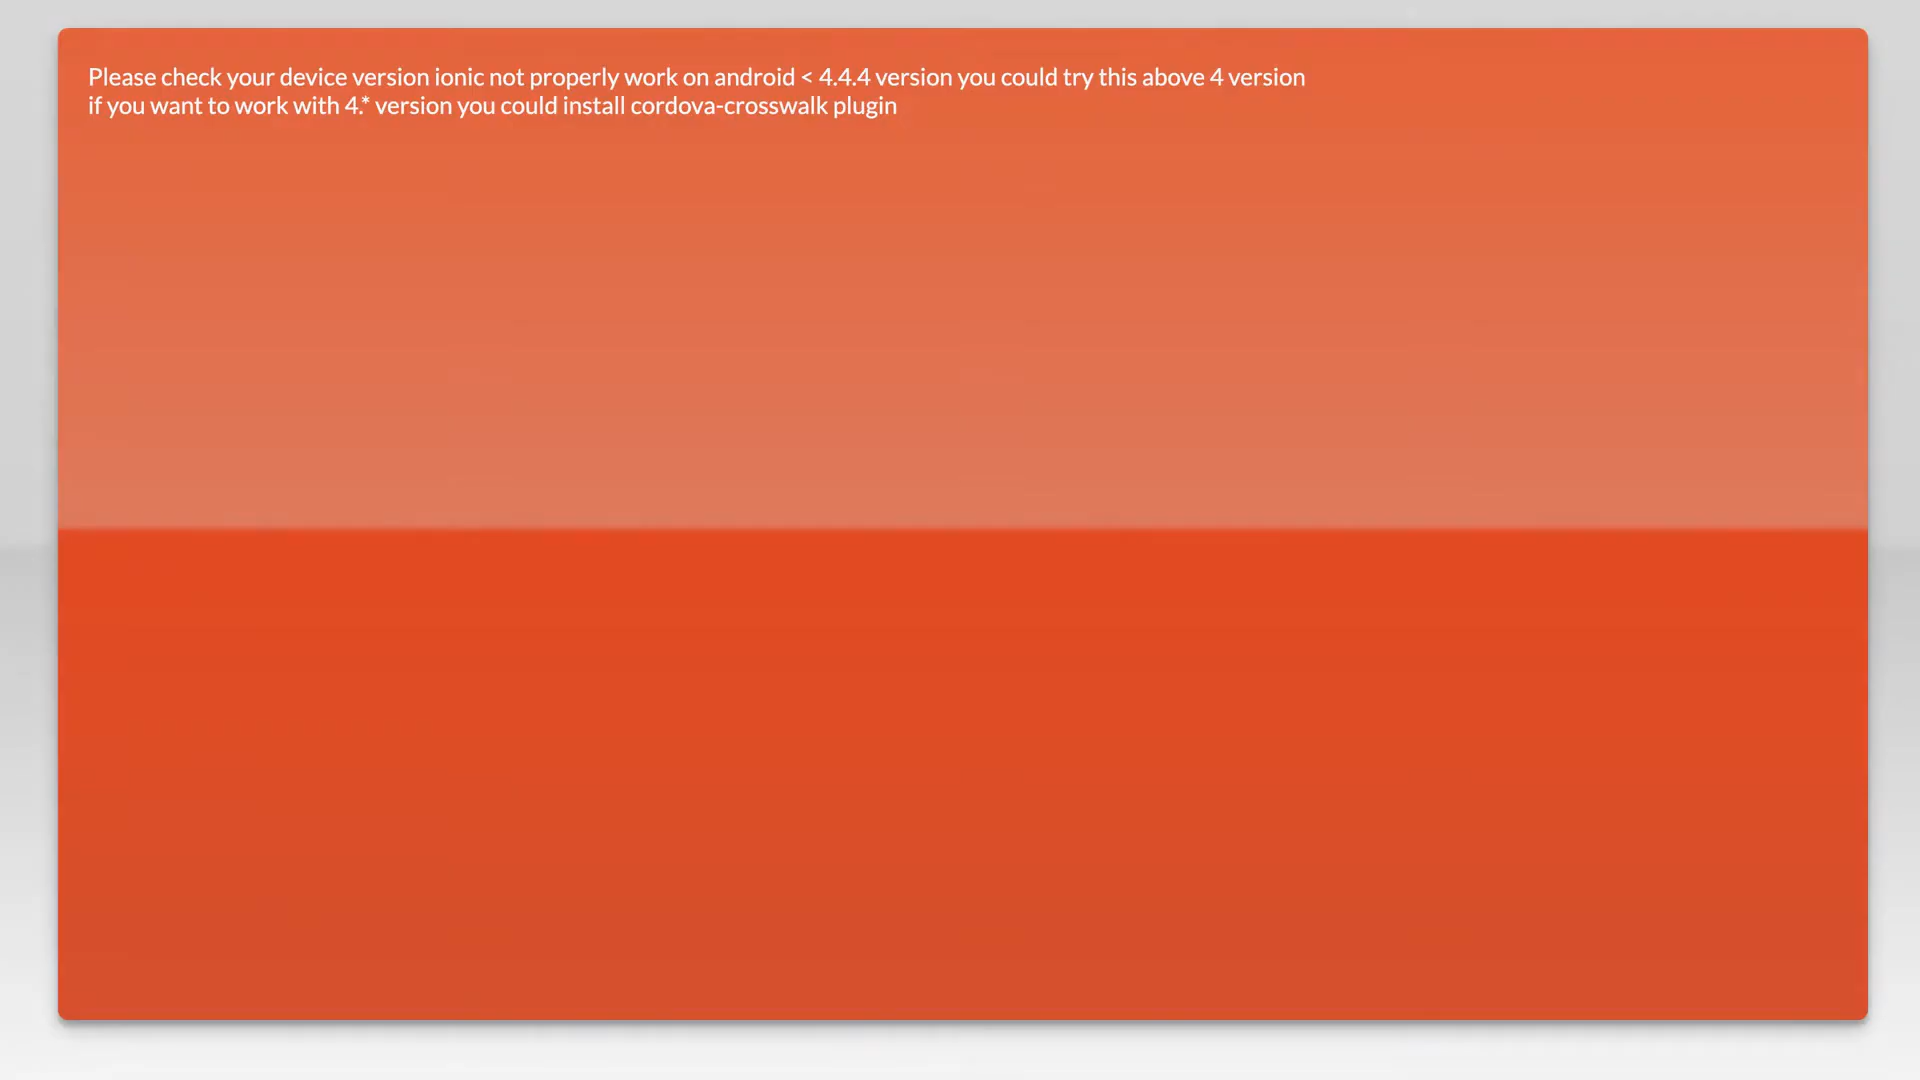 Please check your device version ionic not properly work on android < 4.4.4 version you could try this above 4 version
if you want to work with 4.* version you could install cordova-crosswalk plugin